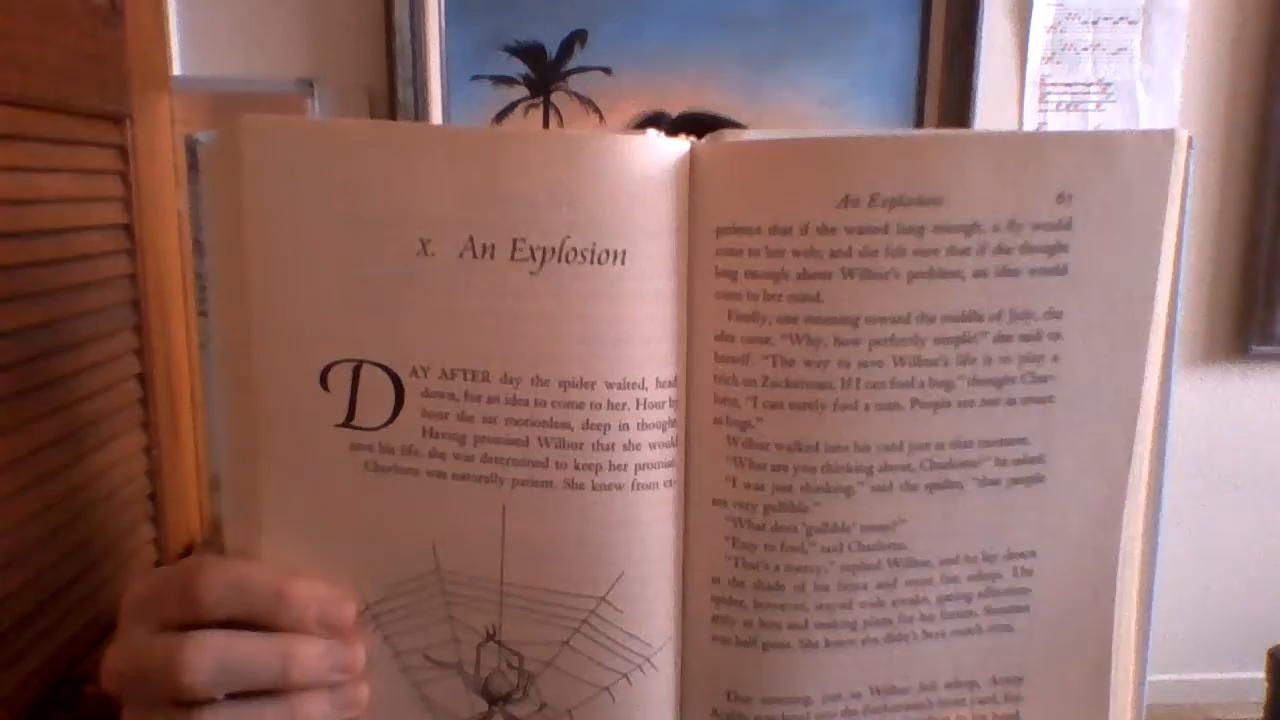 x. An Explosion
DAY AFTER day the spider waited, head
down, for an idea to come to her. Hour by
hour she sat motionless, deep in thought
Having promised Wilbur that she would
save his life, she was determined to keep her promise
Charlotte was naturally patient. She knew from ex-
An Explosion 67
perience that if she waited long enough, a fly would
come to her web; and she felt sure that if she thought
long enough about Wilbur's problem, an idea would
come to her mind.
Finally, one morning toward the middle of July, the
idea came. "Why, how perfectly simple!" she said to
herself. "The way to save Wilbur's life is to play a
trick on Zuckerman. If I can fool a bug," thought Char-
lotte, "I can surely fool a man. People are not as smart
as bugs."
Wilbur walked into his yard just at that moment.
"What are you thinking about, Charlotte?" he asked.
"I was just thinking," said the spider, "that people
are very gullible."
"What does 'gullible' mean?"
"Easy to fool," said Charlotte.
"That's a mercy," replied Wilbur, and he lay down
in the shade of his fence and went fast asleep. The
spider, however, stayed wide awake, gazing affection-
ately at him and making plans for his future. Summer
was half gone. She knew she didn't have much time.
That morning, just as Wilbur fell asleep, Avery